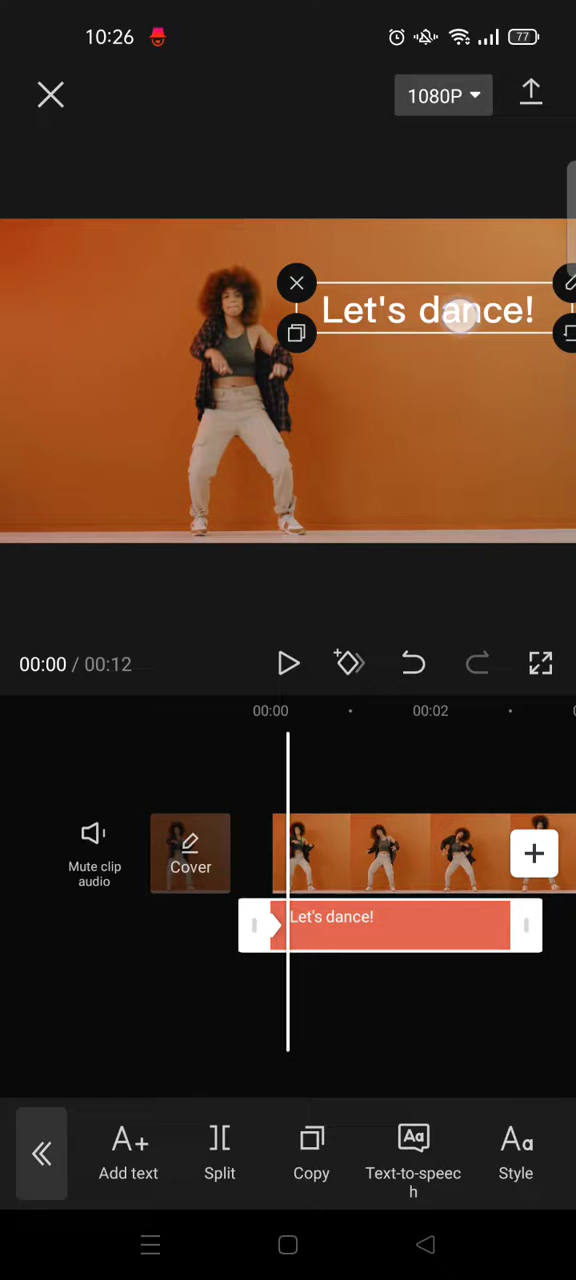 10:26
77
1080P
Let's dance!
00:00 / 00:12
00:00
00:02
Mute clip
audio
Cover
Let's dance!
Add text
Split
Copy
Text-to-speec
h
Style